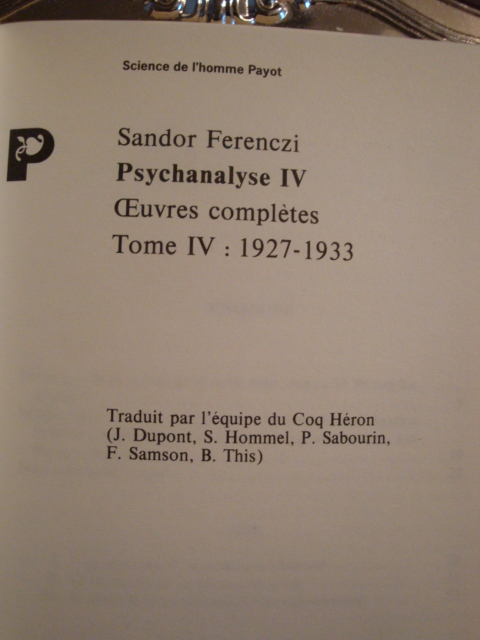 Science de l'homme Payot
P
Sandor Ferenczi
Psychanalyse IV
Œuvres complètes
Tome IV : 1927-1933
Traduit par l'équipe du Coq Héron
(J. Dupont, S. Hommel, P. Sabourin,
F. Samson, B. This)